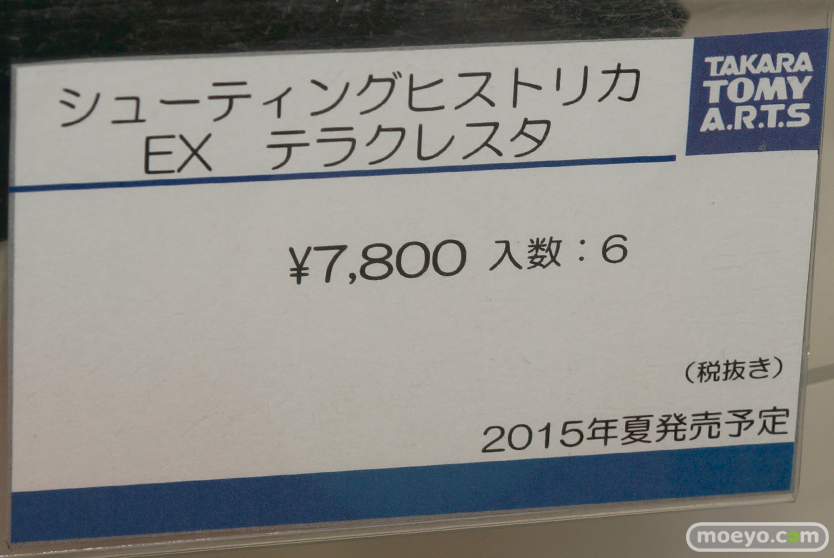 シューティングヒストリカ
EX　テラクレスタ
TAKARA
TOMY
A.R.T.S
¥7,800 入数：6
（税抜き）
2015年夏発売予定
moeyo.com